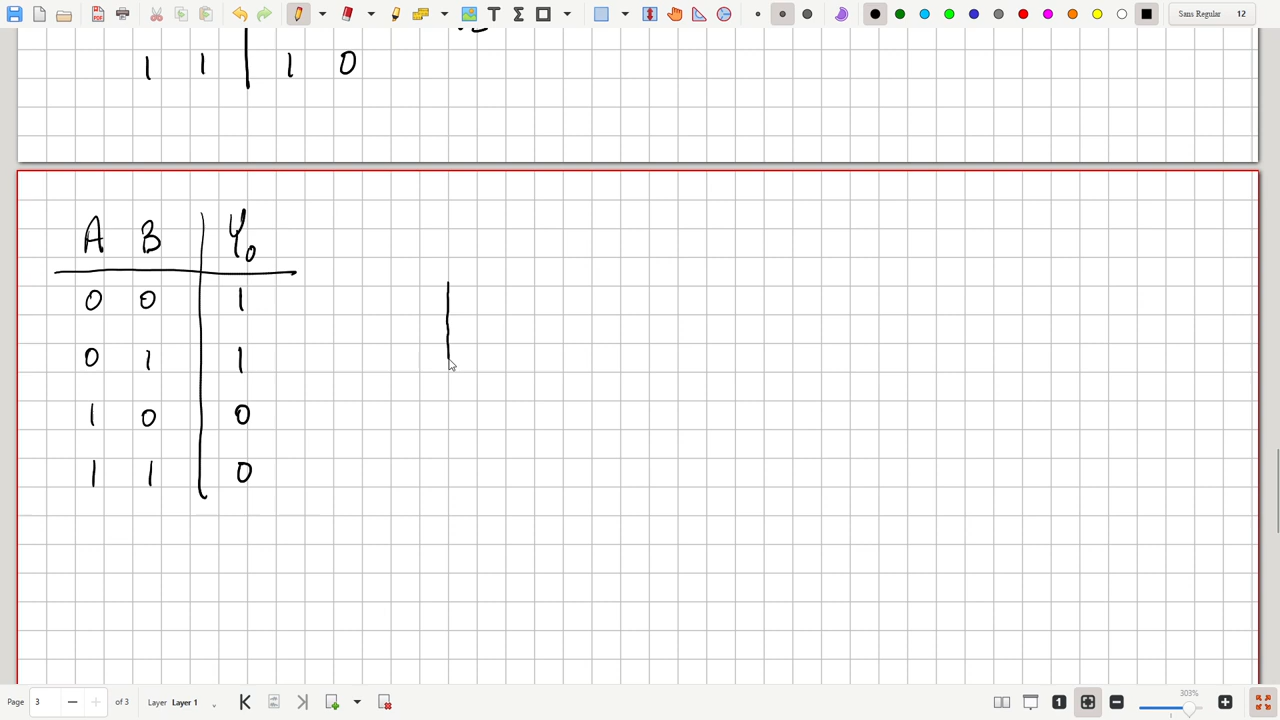 Sans Regular 12
1 1 1 0
A B Y0
0 0 1
0 1 1
1 0 0
1 1 0
Page 3 of 3 Layer Layer 1 303%